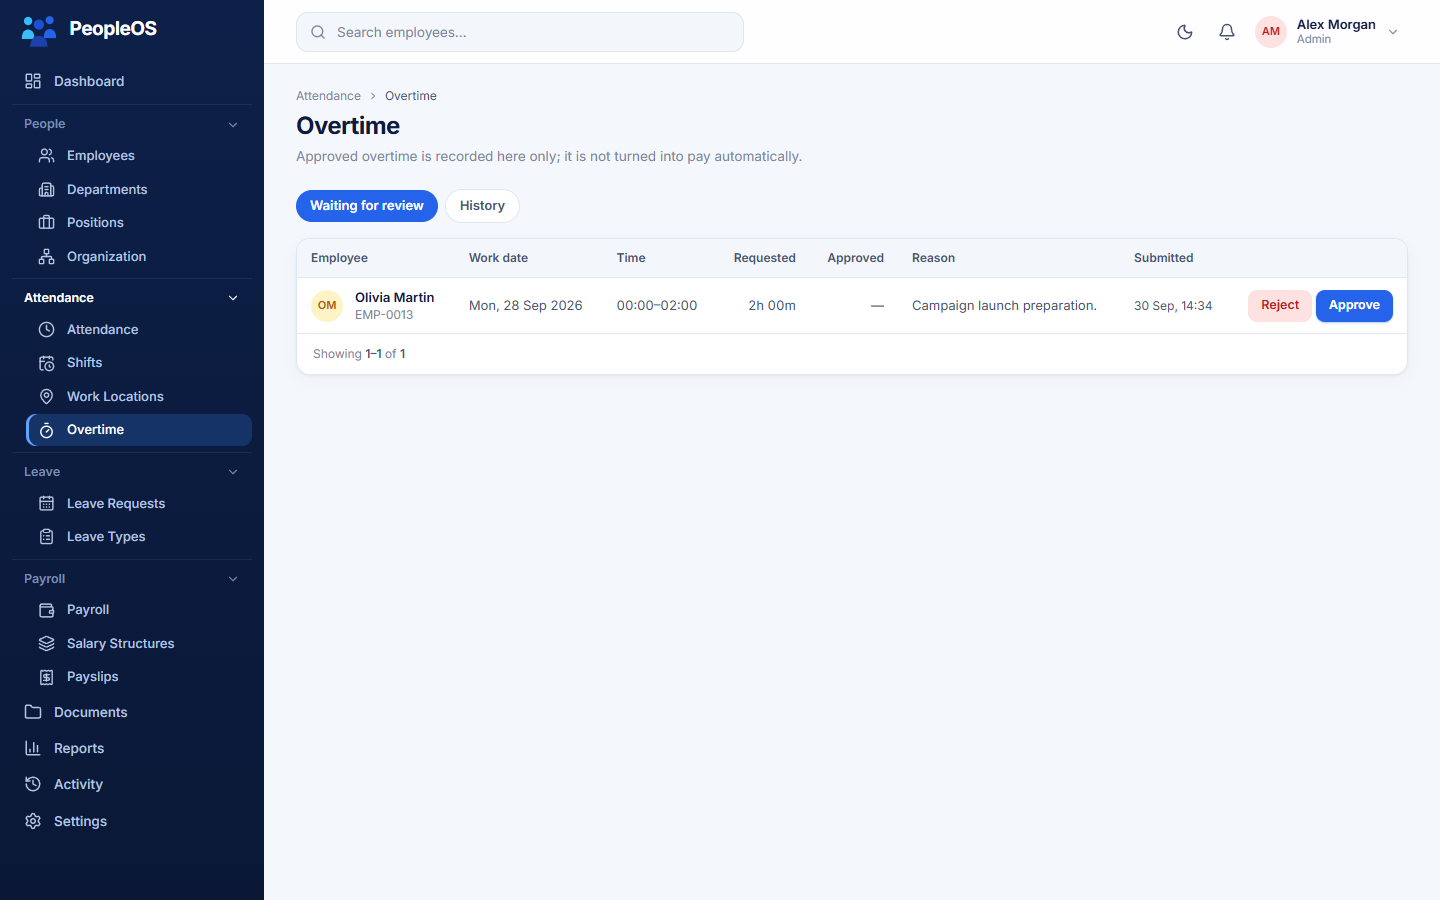 PeopleOS
Search employees...
AM
Alex Morgan
Admin
Dashboard
People
Employees
Departments
Positions
Organization
Attendance
Attendance
Shifts
Work Locations
Overtime
Leave
Leave Requests
Leave Types
Payroll
Payroll
Salary Structures
Payslips
Documents
Reports
Activity
Settings
Attendance > Overtime
Overtime
Approved overtime is recorded here only; it is not turned into pay automatically.
Waiting for review History
Employee Work date Time Requested Approved Reason Submitted
OM Olivia Martin Mon, 28 Sep 2026 00:00–02:00 2h 00m — Campaign launch preparation. 30 Sep, 14:34 Reject Approve
EMP-0013
Showing 1–1 of 1